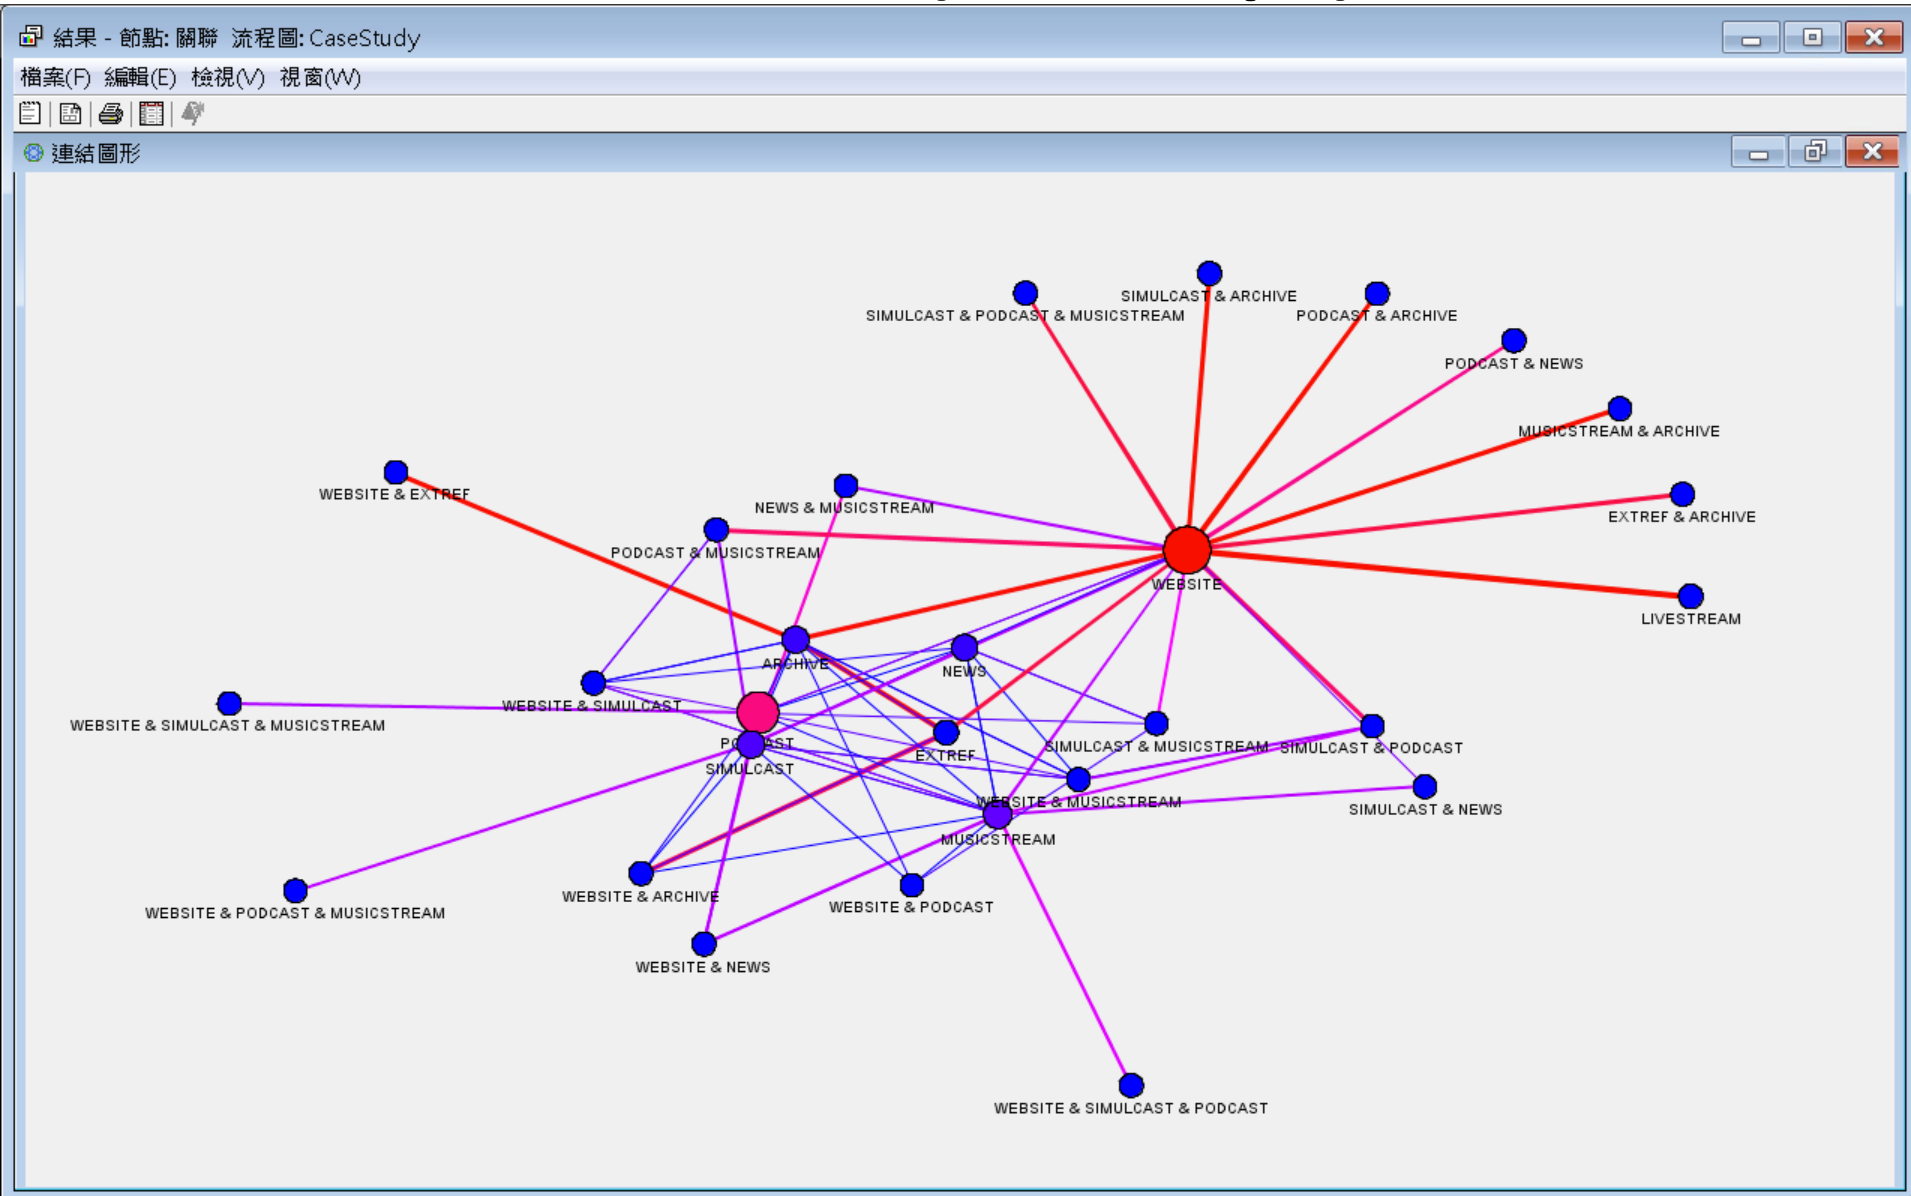 結果 - 節點: 關聯 流程圖: CaseStudy
檔案(F) 編輯(E) 檢視(V) 視窗(W)
連結圖形
SIMULCAST & ARCHIVE
SIMULCAST & PODCAST & MUSICSTREAM
PODCAST & ARCHIVE
PODCAST & NEWS
MUSICSTREAM & ARCHIVE
WEBSITE & EXTREF
NEWS & MUSICSTREAM
EXTREF & ARCHIVE
PODCAST & MUSICSTREAM
WEBSITE
LIVESTREAM
ARCHIVE
NEWS
WEBSITE & SIMULCAST
WEBSITE & SIMULCAST & MUSICSTREAM
PODCAST
SIMULCAST & MUSICSTREAM
SIMULCAST & PODCAST
EXTREF
SIMULCAST
WEBSITE & MUSICSTREAM
SIMULCAST & NEWS
MUSICSTREAM
WEBSITE & ARCHIVE
WEBSITE & PODCAST
WEBSITE & PODCAST & MUSICSTREAM
WEBSITE & NEWS
WEBSITE & SIMULCAST & PODCAST